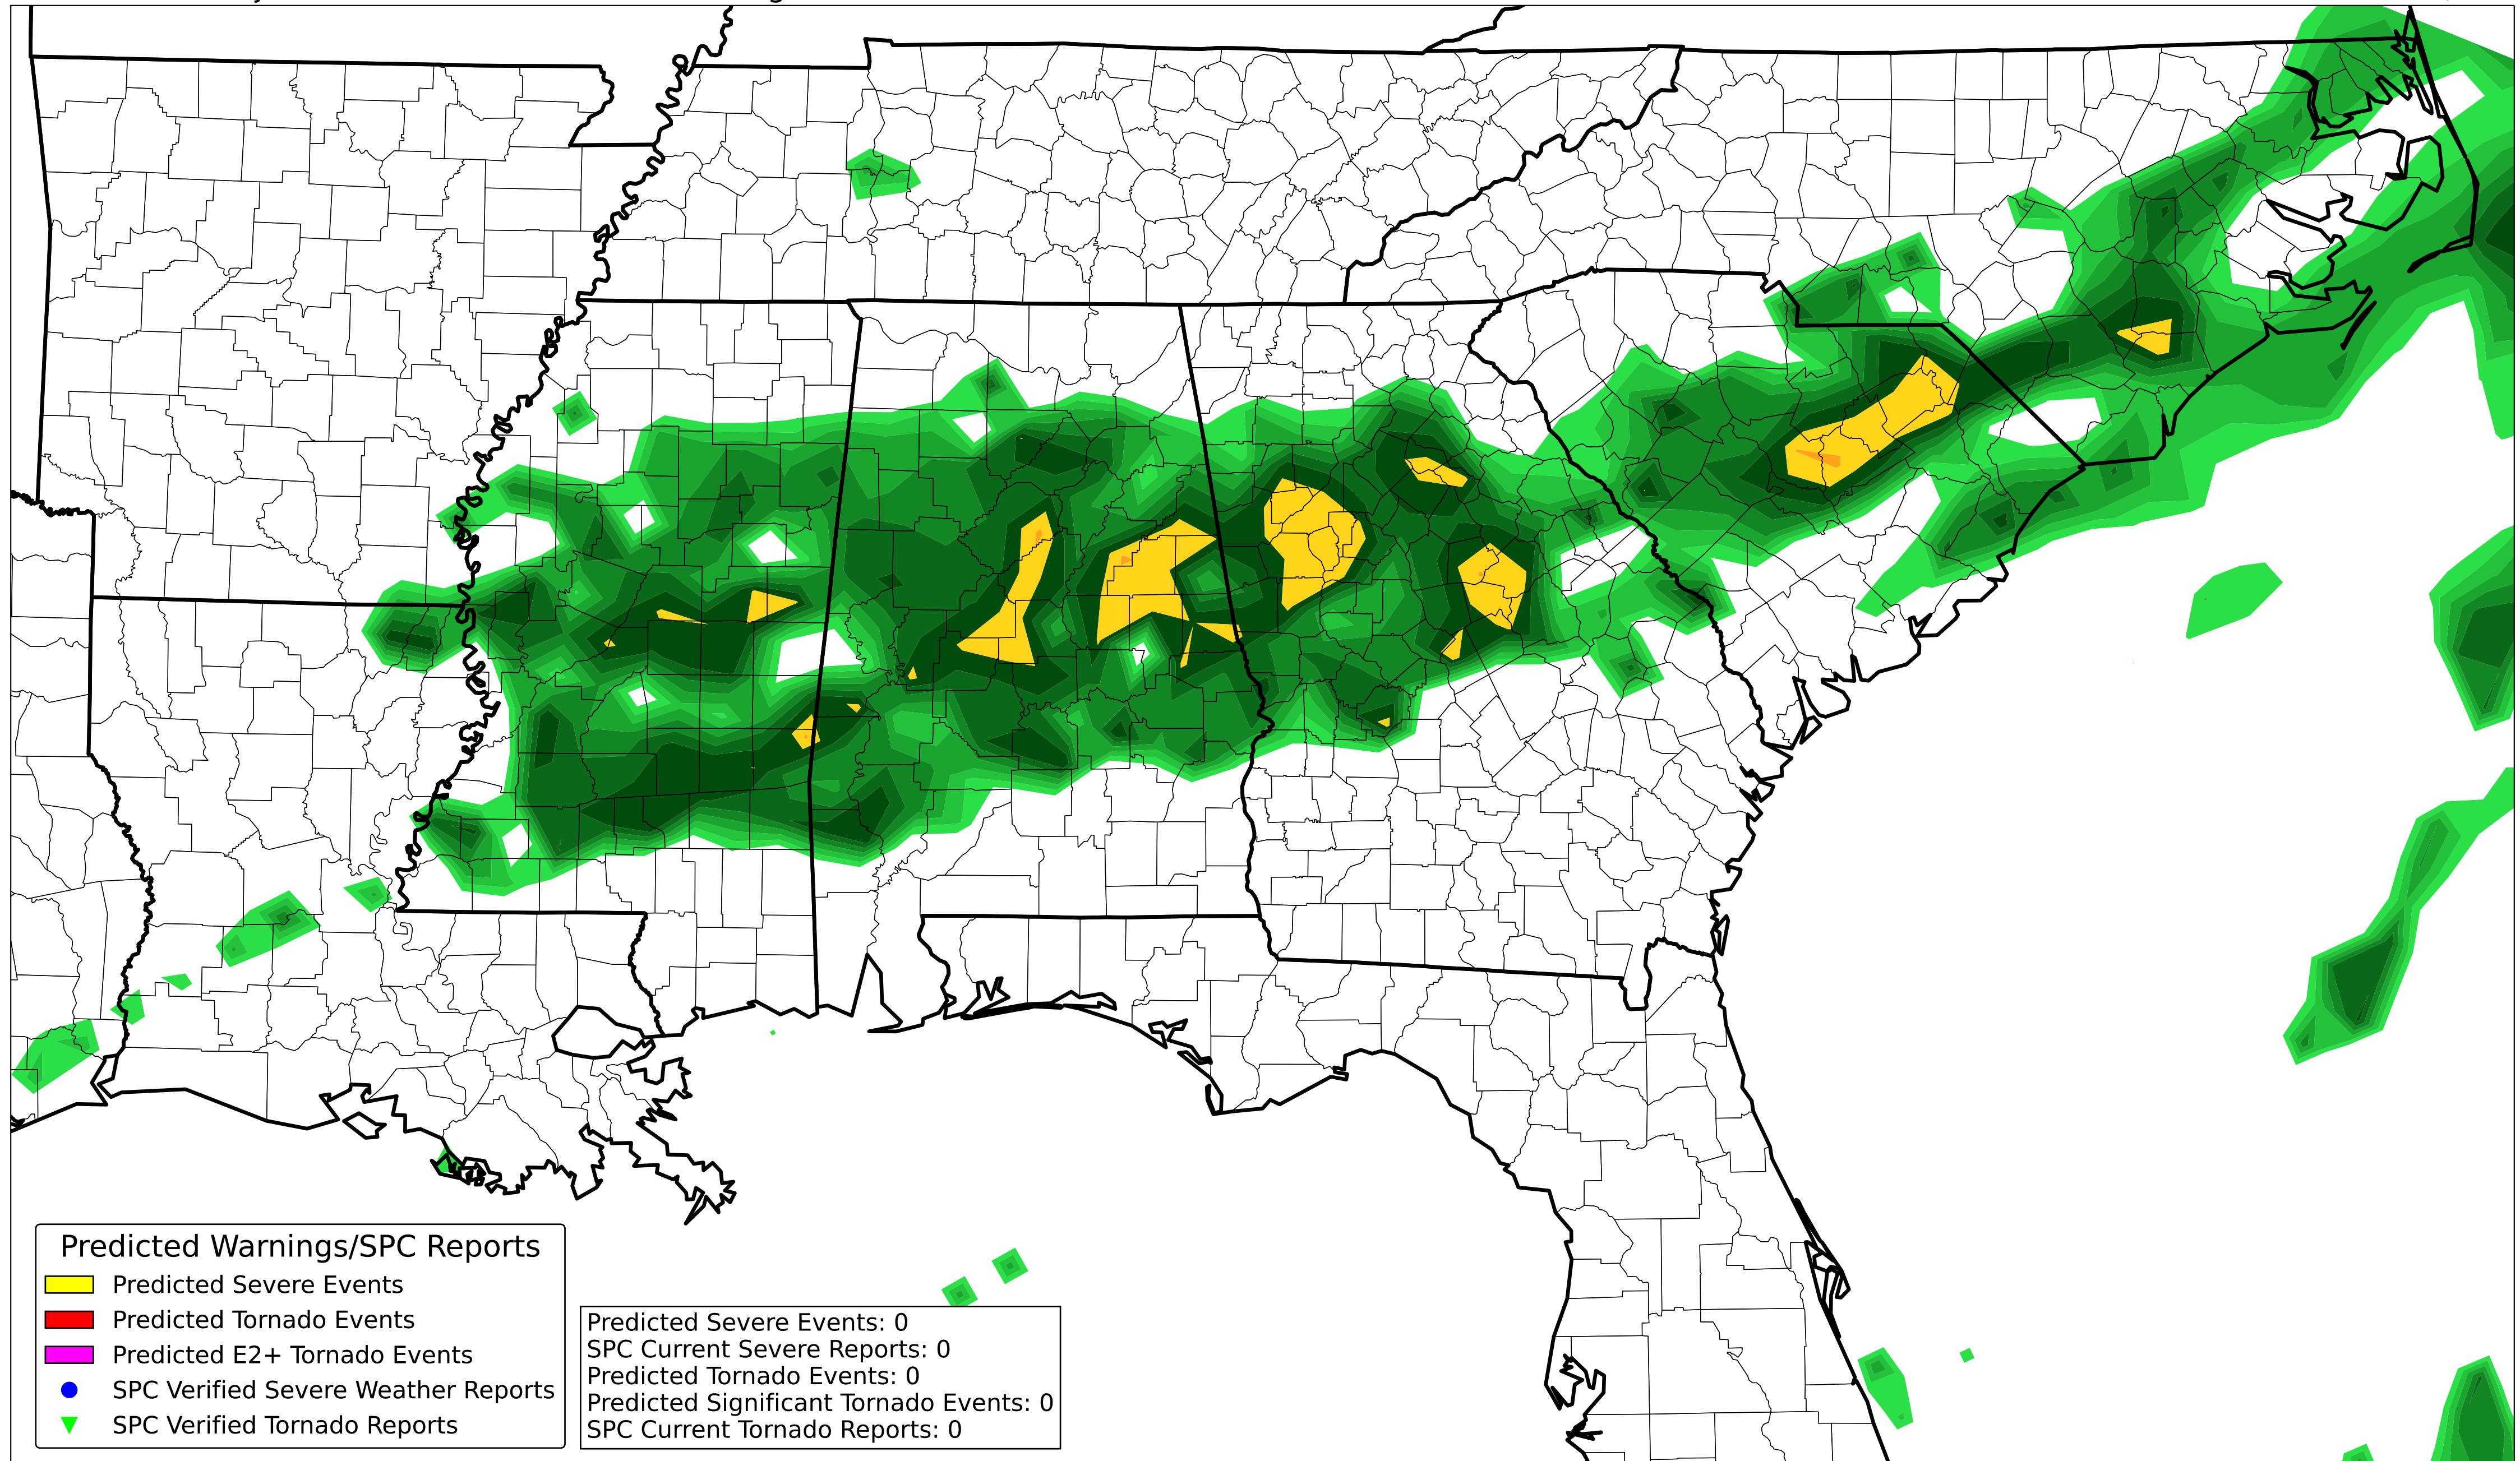 Predicted Warnings/SPC Reports
Predicted Severe Events
Predicted Tornado Events
Predicted E2+ Tornado Events
SPC Verified Severe Weather Reports
SPC Verified Tornado Reports
Predicted Severe Events: 0
SPC Current Severe Reports: 0
Predicted Tornado Events: 0
Predicted Significant Tornado Events: 0
SPC Current Tornado Reports: 0